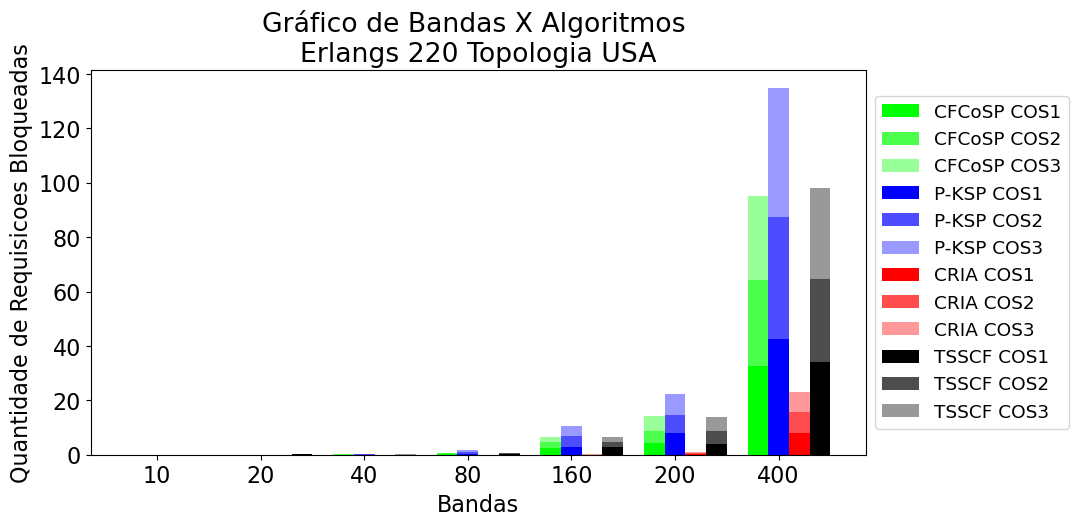 Gráfico de Bandas X Algoritmos
Erlangs 220 Topologia USA
Quantidade de Requisicoes Bloqueadas
140
120
100
80
60
40
20
0
10 20 40 80 160 200 400
Bandas
CFCoSP COS1
CFCoSP COS2
CFCoSP COS3
P-KSP COS1
P-KSP COS2
P-KSP COS3
CRIA COS1
CRIA COS2
CRIA COS3
TSSCF COS1
TSSCF COS2
TSSCF COS3